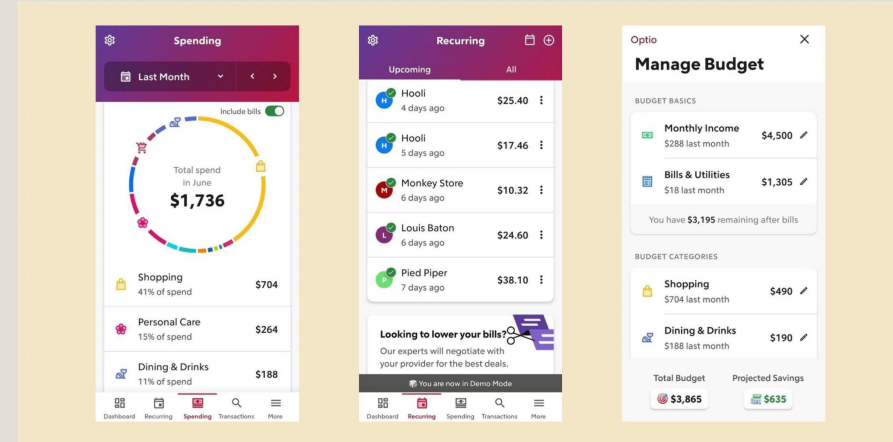 Spending
Last Month
Include bills
Total spend
in June
$1,736
Shopping
41% of spend
$704
Personal Care
15% of spend
$264
Dining & Drinks
11% of spend
$188
Dashboard Recurring Spending Transactions More
Recurring
Upcoming All
H Hooli
4 days ago
$25.40
H Hooli
5 days ago
$17.46
M Monkey Store
6 days ago
$10.32
L Louis Baton
6 days ago
$24.60
P Pied Piper
7 days ago
$38.10
Looking to lower your bills?
Our experts will negotiate with
your provider for the best deals.
You are now in Demo Mode
Dashboard Recurring Spending Transactions More
Optio
Manage Budget
BUDGET BASICS
Monthly Income
$288 last month
$4,500
Bills & Utilities
$18 last month
$1,305
You have $3,195 remaining after bills
BUDGET CATEGORIES
Shopping
$704 last month
$490
Dining & Drinks
$188 last month
$190
Total Budget Projected Savings
$3,865 $635